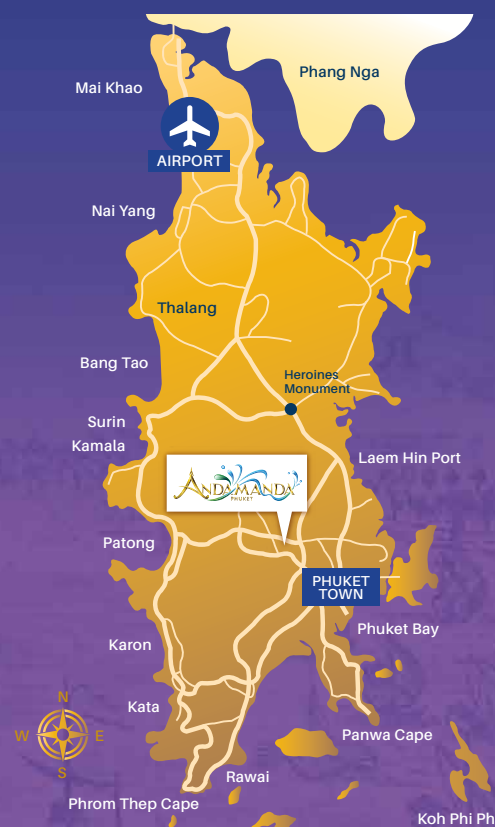 Phang Nga
Mai Khao
AIRPORT
Nai Yang
Thalang
Bang Tao
Heroines
Monument
Surin
Kamala
Laem Hin Port
ANDAMANDA
PHUKET
Patong
PHUKET
TOWN
Phuket Bay
Karon
Kata
N
W
E
S
Panwa Cape
Rawai
Phrom Thep Cape
Koh Phi Ph